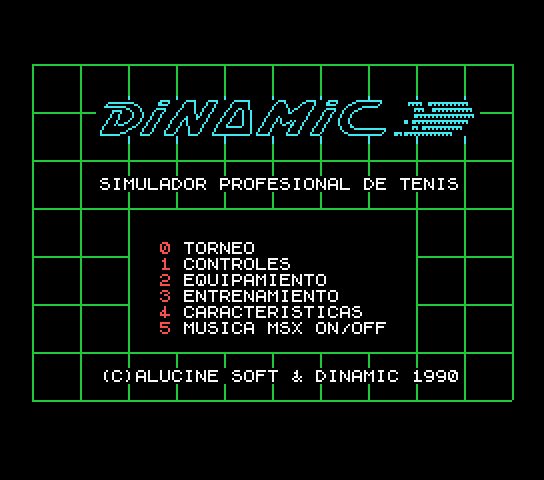 DiNAMiC
SIMULADOR PROFESIONAL DE TENIS
0 TORNEO
1 CONTROLES
2 EQUIPAMIENTO
3 ENTRENAMIENTO
4 CARACTERISTICAS
5 MUSICA MSX ON/OFF
(C)ALUCINE SOFT & DINAMIC 1990